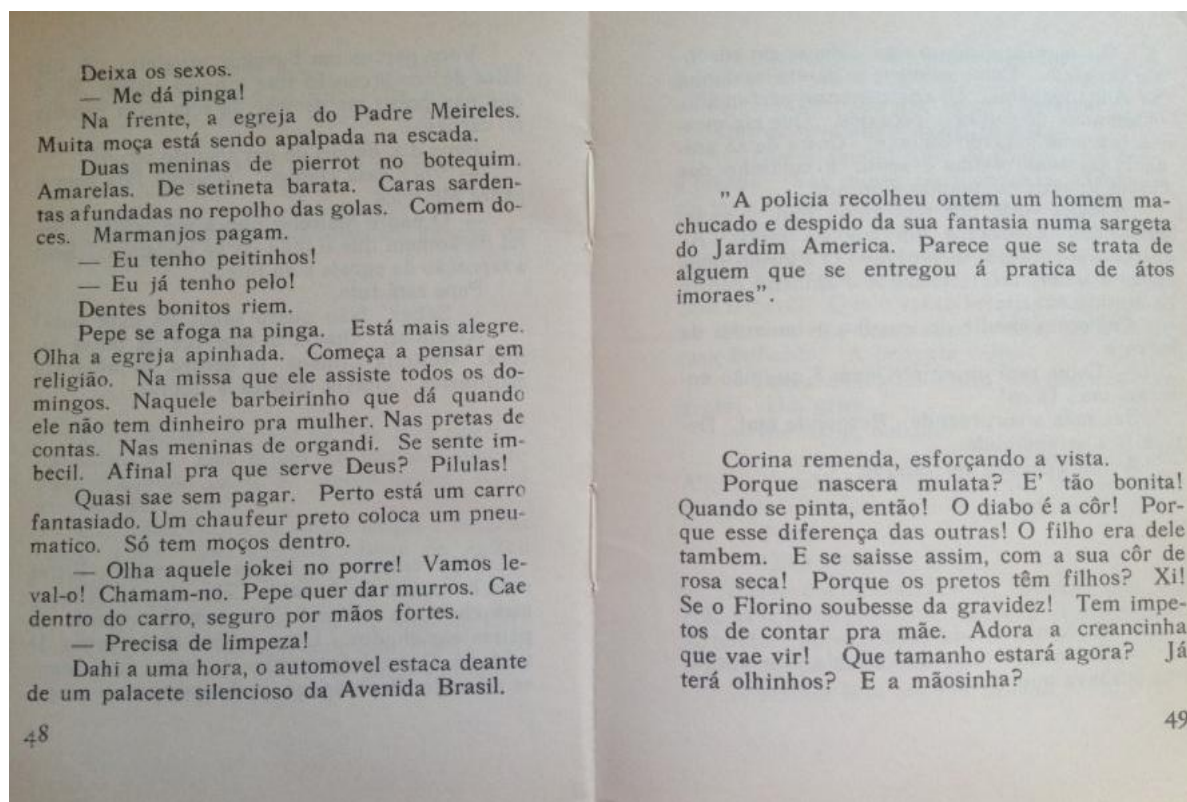 Deixa os sexos.
— Me dá pinga!
Na frente, a egreja do Padre Meireles.
Muita moça está sendo apalpada na escada.
Duas meninas de pierrot no botequim.
Amarelas. De setineta barata. Caras sarden-
tas afundadas no repolho das golas. Comem do-
ces. Marmanjos pagam.
— Eu tenho peitinhos!
— Eu já tenho pelo!
Dentes bonitos riem.
Pepe se afoga na pinga. Está mais alegre.
Olha a egreja apinhada. Começa a pensar em
religião. Na missa que ele assiste todos os do-
mingos. Naquele barbeirinho que dá quando
ele não tem dinheiro pra mulher. Nas pretas de
contas. Nas meninas de organdi. Se sente im-
becil. Afinal pra que serve Deus? Pilulas!
Quasi sae sem pagar. Perto está um carro
fantasiado. Um chaufeur preto coloca um pneu-
matico. Só tem moços dentro.
— Olha aquele jokei no porre! Vamos le-
val-o! Chamam-no. Pepe quer dar murros. Cae
dentro do carro, seguro por mãos fortes.
— Precisa de limpeza!
Dahi a uma hora, o automovel estaca deante
de um palacete silencioso da Avenida Brasil.
48
"A policia recolheu ontem um homem ma-
chucado e despido da sua fantasia numa sargeta
do Jardim America. Parece que se trata de
alguem que se entregou á pratica de átos
imoraes".
Corina remenda, esforçando a vista.
Porque nascera mulata? E' tão bonita!
Quando se pinta, então! O diabo é a côr! Por-
que esse diferença das outras! O filho era dele
tambem. E se saisse assim, com a sua côr de
rosa seca! Porque os pretos têm filhos? Xi!
Se o Florino soubesse da gravidez! Tem impe-
tos de contar pra mãe. Adora a creancinha
que vae vir! Que tamanho estará agora? Já
terá olhinhos? E a mãosinha?
49